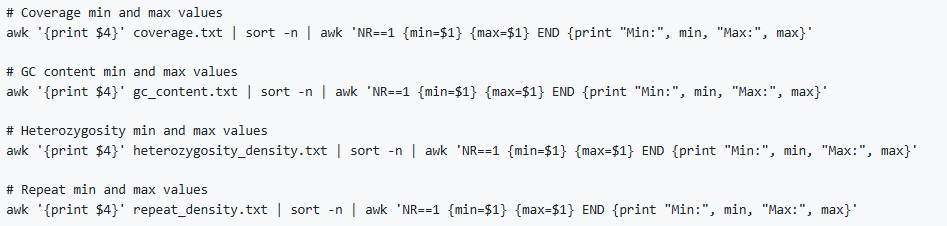 # Coverage min and max values
awk '{print $4}' coverage.txt | sort -n | awk 'NR==1 {min=$1} {max=$1} END {print "Min:", min, "Max:", max}'
# GC content min and max values
awk '{print $4}' gc_content.txt | sort -n | awk 'NR==1 {min=$1} {max=$1} END {print "Min:", min, "Max:", max}'
# Heterozygosity min and max values
awk '{print $4}' heterozygosity_density.txt | sort -n | awk 'NR==1 {min=$1} {max=$1} END {print "Min:", min, "Max:", max}'
# Repeat min and max values
awk '{print $4}' repeat_density.txt | sort -n | awk 'NR==1 {min=$1} {max=$1} END {print "Min:", min, "Max:", max}'